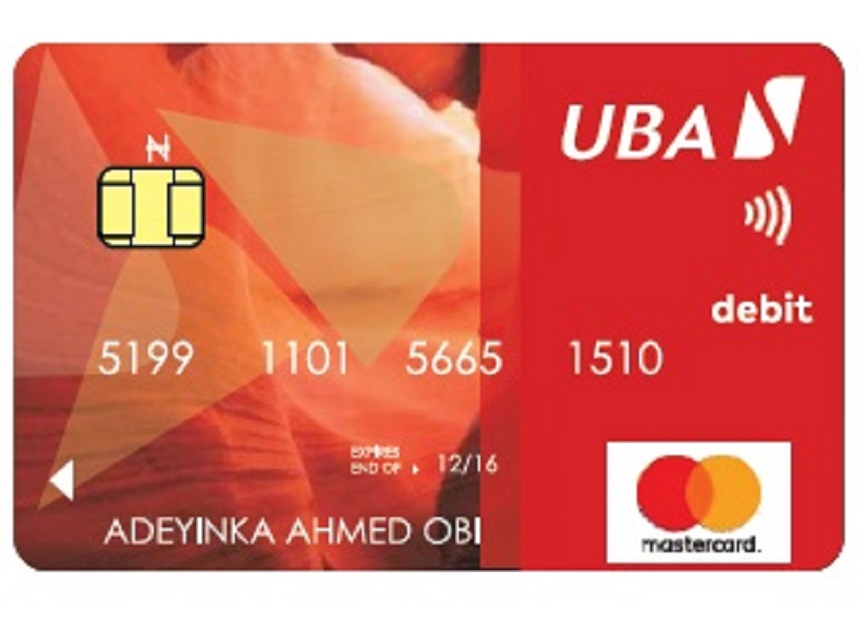 UBA
₦
debit
5199 1101 5665 1510
EXPIRES
END OF 12/16
ADEYINKA AHMED OBI
mastercard.